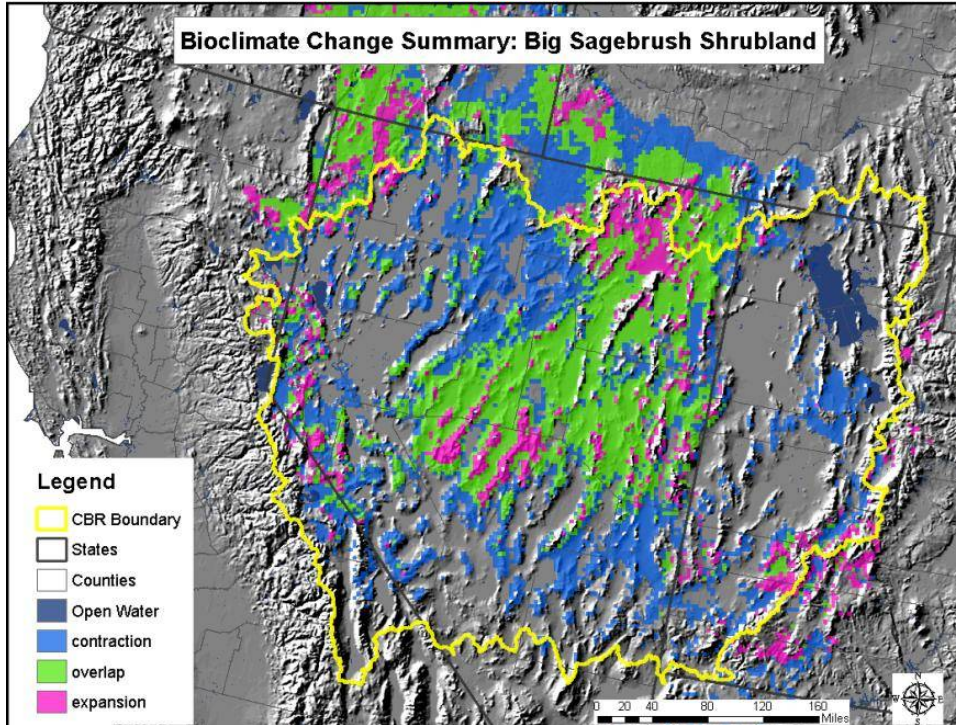 Bioclimate Change Summary: Big Sagebrush Shrubland
Legend
CBR Boundary
States
Counties
Open Water
contraction
overlap
expansion
0 20 40 80 120 160
Miles
N
W E
S